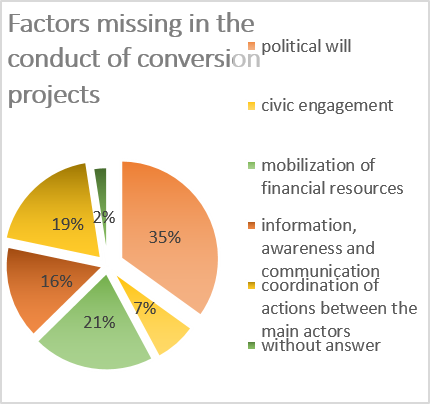 Factors missing in the
conduct of conversion
projects
political will
civic engagement
mobilization of
financial resources
information,
awareness and
communication
coordination of
actions between the
main actors
without answer
35%
7%
21%
16%
19%
2%